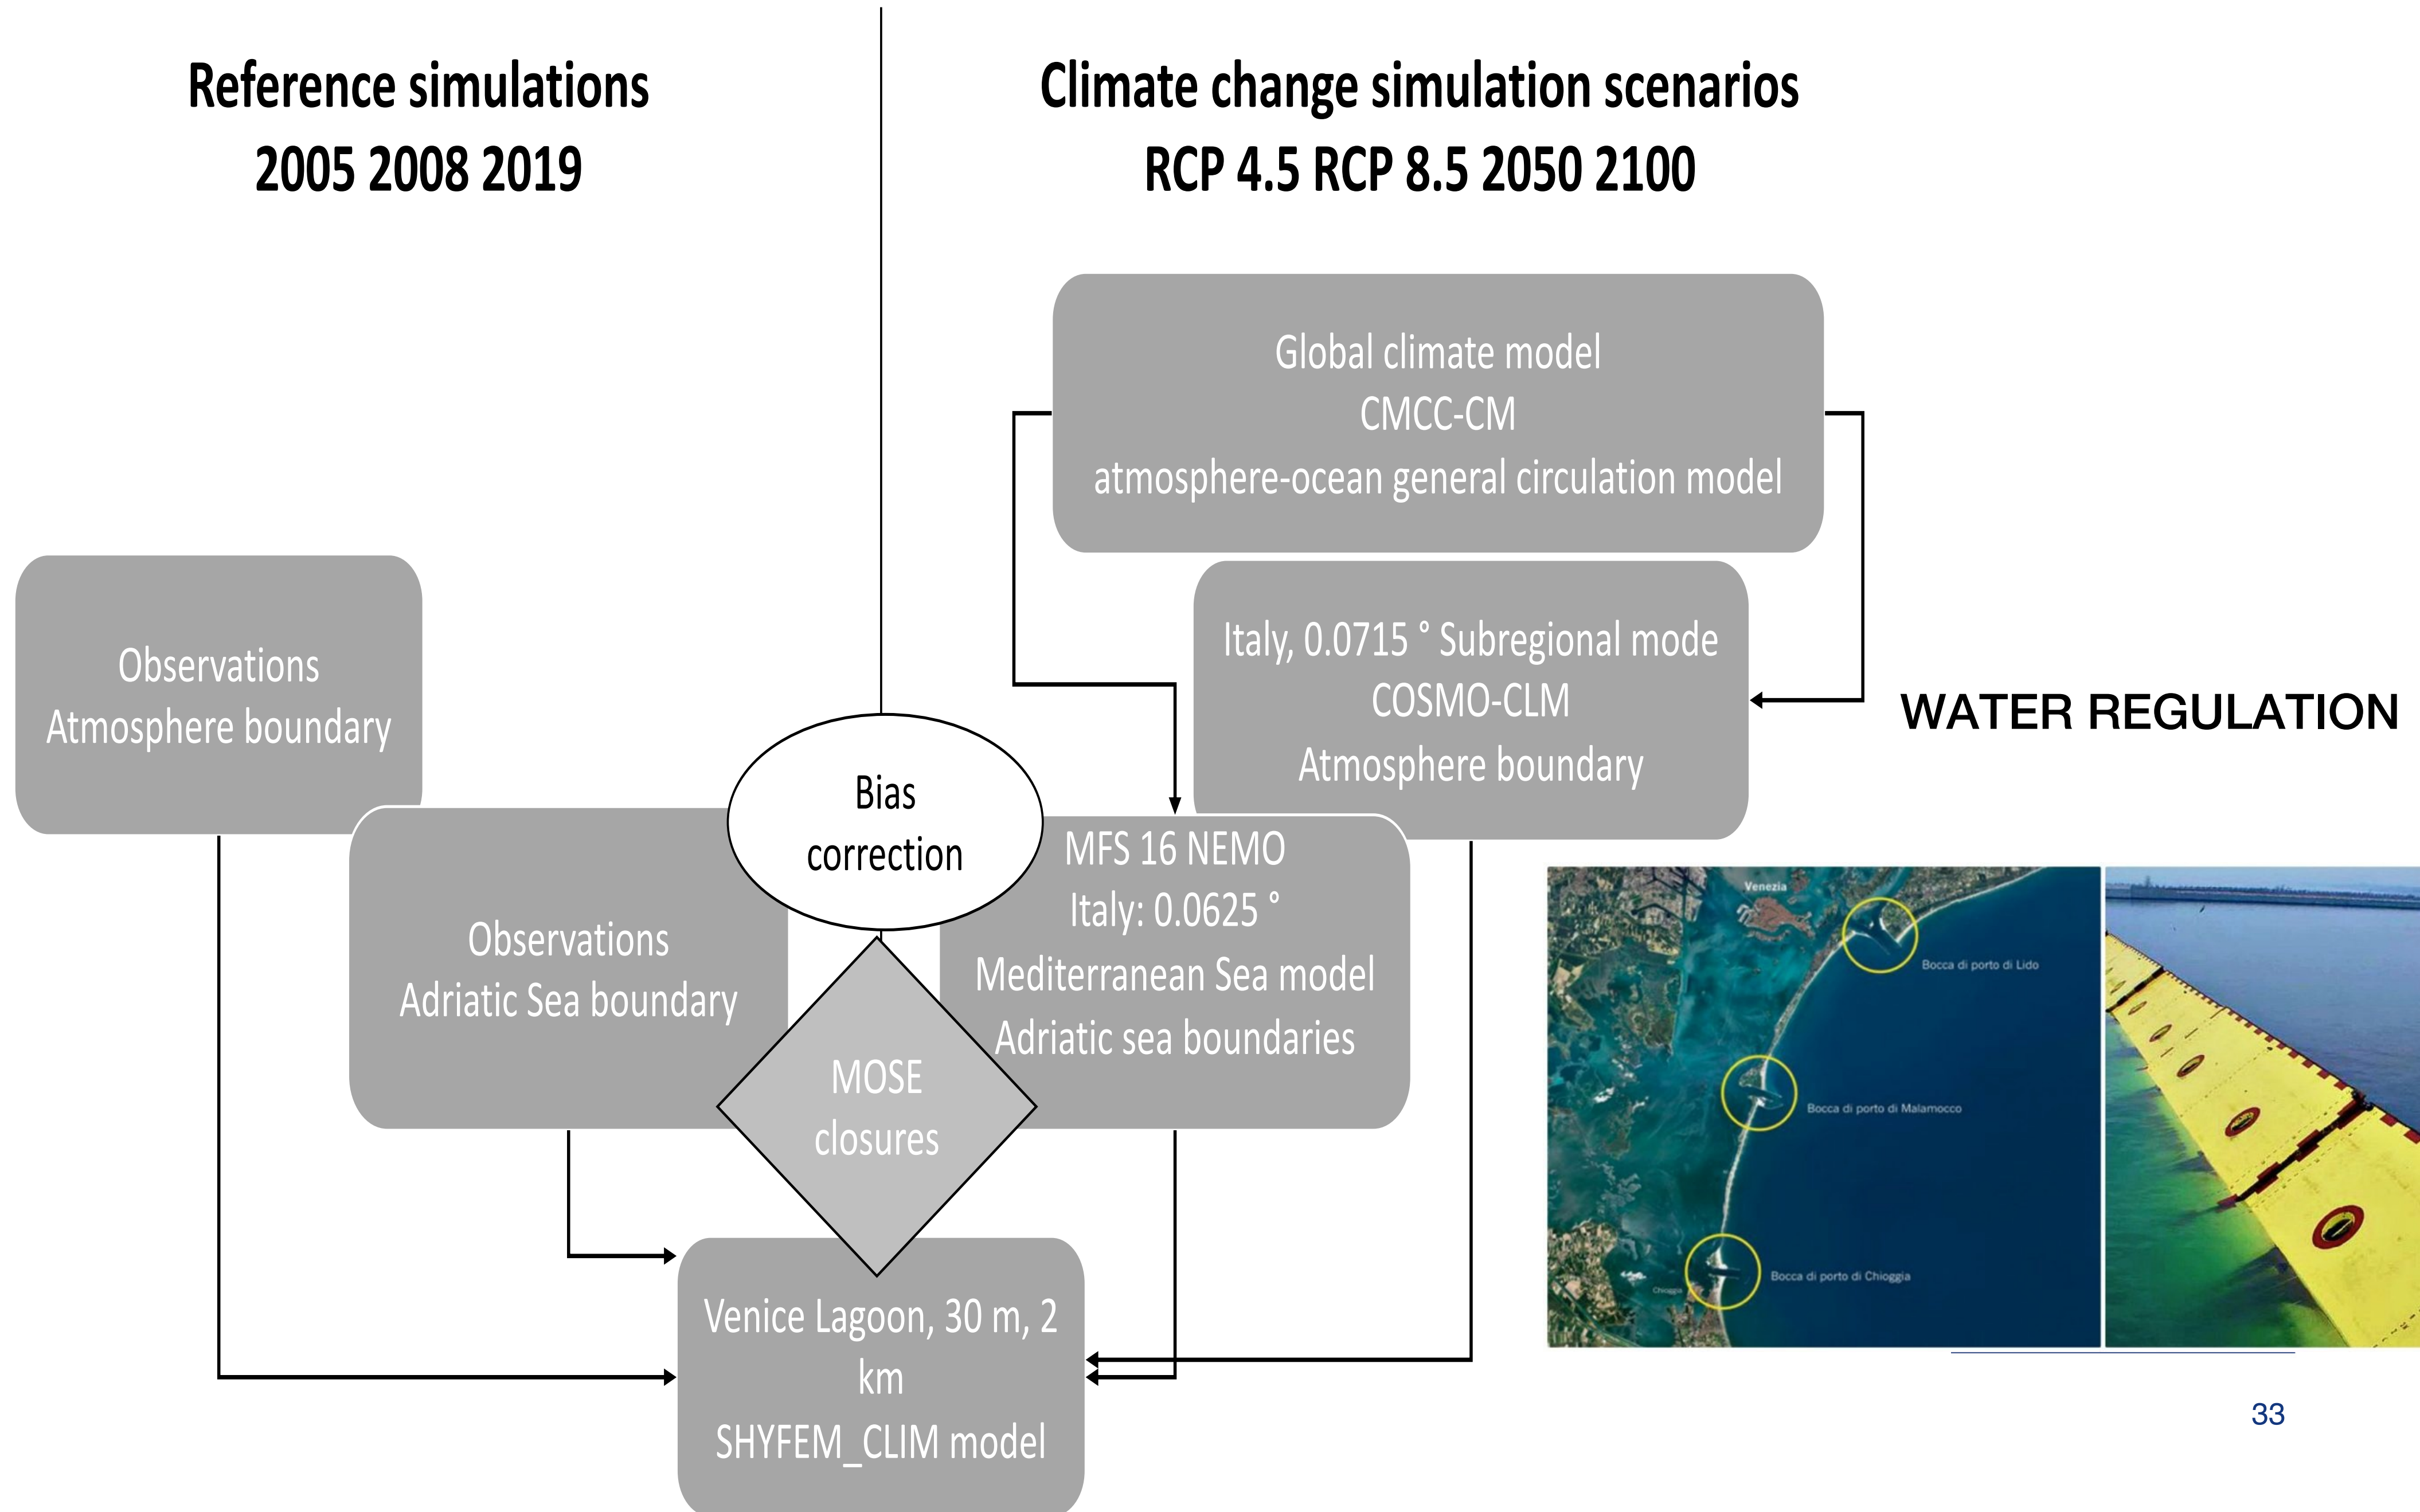 Reference simulations
2005 2008 2019
Climate change simulation scenarios
RCP 4.5 RCP 8.5 2050 2100
Global climate model
CMCC-CM
atmosphere-ocean general circulation model
Italy, 0.0715 ° Subregional mode
COSMO-CLM
Atmosphere boundary
Observations
Atmosphere boundary
WATER REGULATION
Bias
correction
MFS 16 NEMO
Italy: 0.0625 °
Mediterranean Sea model
Adriatic sea boundaries
Observations
Adriatic Sea boundary
MOSE
closures
Venice Lagoon, 30 m, 2
km
SHYFEM_CLIM model
Venezia
Bocca di porto di Lido
Bocca di porto di Malamocco
Bocca di porto di Chioggia
Chioggia
33